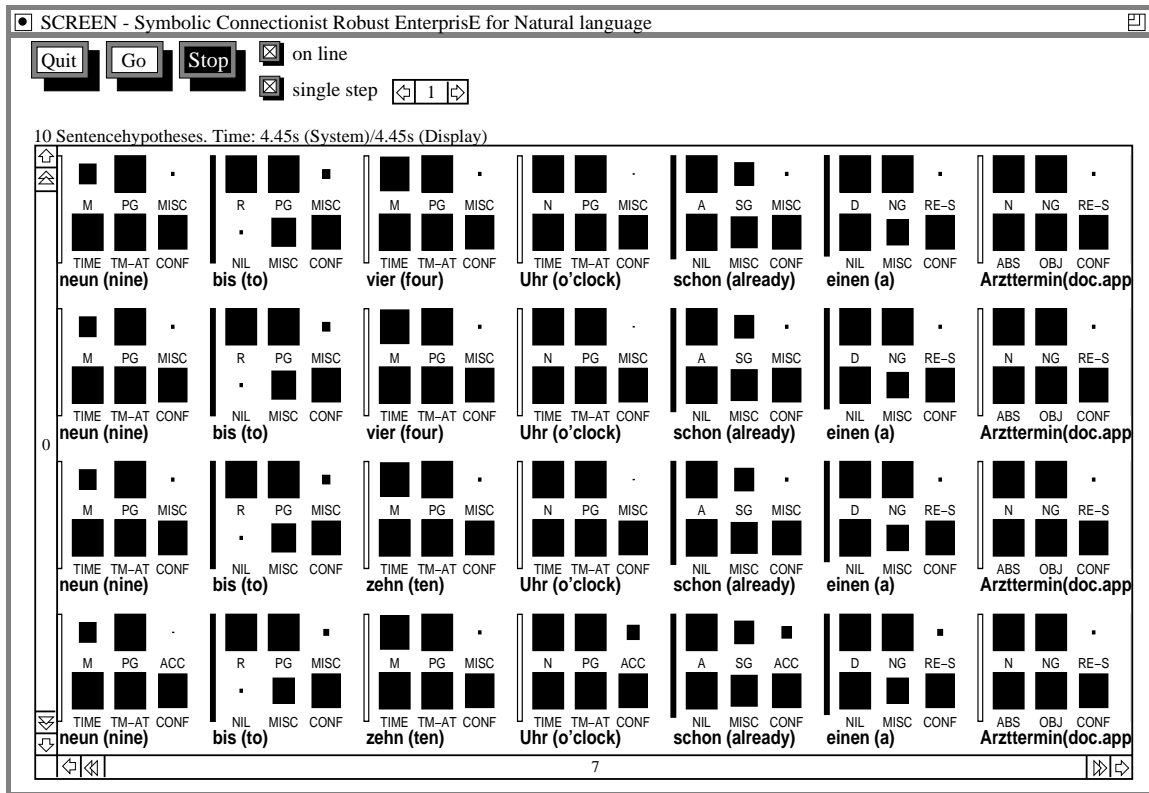 SCREEN - Symbolic Connectionist Robust EnterprisE for Natural language
Quit Go Stop on line
single step 1
10 Sentencehypotheses. Time: 4.45s (System)/4.45s (Display)
M PG MISC R PG MISC M PG MISC N PG MISC A SG MISC D NG RE-S N NG RE-S
TIME TM-AT CONF NIL MISC CONF TIME TM-AT CONF TIME TM-AT CONF NIL MISC CONF NIL MISC CONF ABS OBJ CONF
neun (nine) bis (to) vier (four) Uhr (o'clock) schon (already) einen (a) Arzttermin(doc.app
M PG MISC R PG MISC M PG MISC N PG MISC A SG MISC D NG RE-S N NG RE-S
TIME TM-AT CONF NIL MISC CONF TIME TM-AT CONF TIME TM-AT CONF NIL MISC CONF NIL MISC CONF ABS OBJ CONF
neun (nine) bis (to) vier (four) Uhr (o'clock) schon (already) einen (a) Arzttermin(doc.app
0
M PG MISC R PG MISC M PG MISC N PG MISC A SG MISC D NG RE-S N NG RE-S
TIME TM-AT CONF NIL MISC CONF TIME TM-AT CONF TIME TM-AT CONF NIL MISC CONF NIL MISC CONF ABS OBJ CONF
neun (nine) bis (to) zehn (ten) Uhr (o'clock) schon (already) einen (a) Arzttermin(doc.app
M PG ACC R PG MISC M PG MISC N PG ACC A SG ACC D NG RE-S N NG RE-S
TIME TM-AT CONF NIL MISC CONF TIME TM-AT CONF TIME TM-AT CONF NIL MISC CONF NIL MISC CONF ABS OBJ CONF
neun (nine) bis (to) zehn (ten) Uhr (o'clock) schon (already) einen (a) Arzttermin(doc.app
7